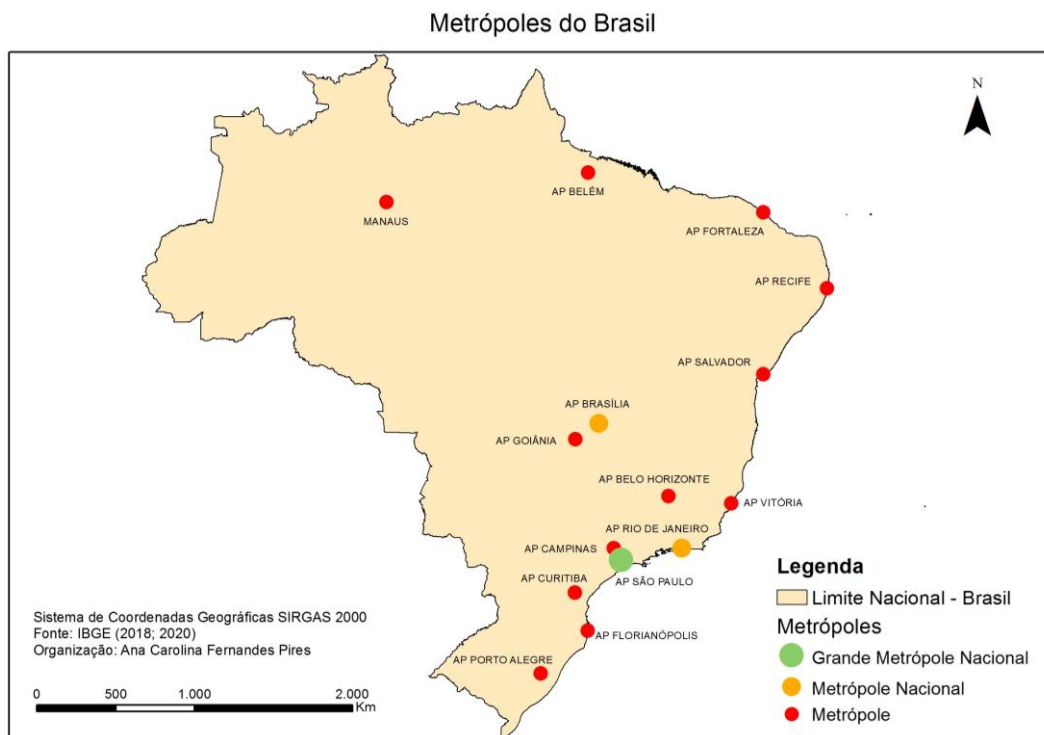 Metrópoles do Brasil
N
AP BELÉM
MANAUS
AP FORTALEZA
AP RECIFE
AP SALVADOR
AP BRASÍLIA
AP GOIÂNIA
AP BELO HORIZONTE
AP VITÓRIA
AP RIO DE JANEIRO
AP CAMPINAS
AP SÃO PAULO
AP CURITIBA
AP FLORIANÓPOLIS
AP PORTO ALEGRE
Legenda
Limite Nacional - Brasil
Metrópoles
Grande Metrópole Nacional
Metrópole Nacional
Metrópole
Sistema de Coordenadas Geográficas SIRGAS 2000
Fonte: IBGE (2018; 2020)
Organização: Ana Carolina Fernandes Pires
0 500 1.000 2.000
Km